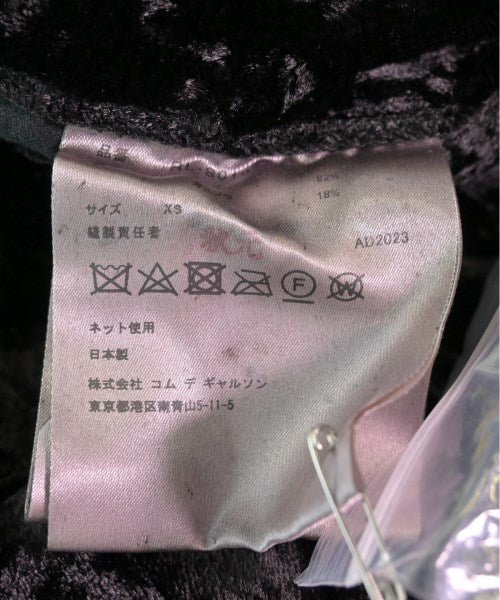 品番
82%
18%
サイズ XS
縫製責任者
AD2023
F W
ネット使用
日本製
株式会社 コム デ ギャルソン
東京都港区南青山5-11-5